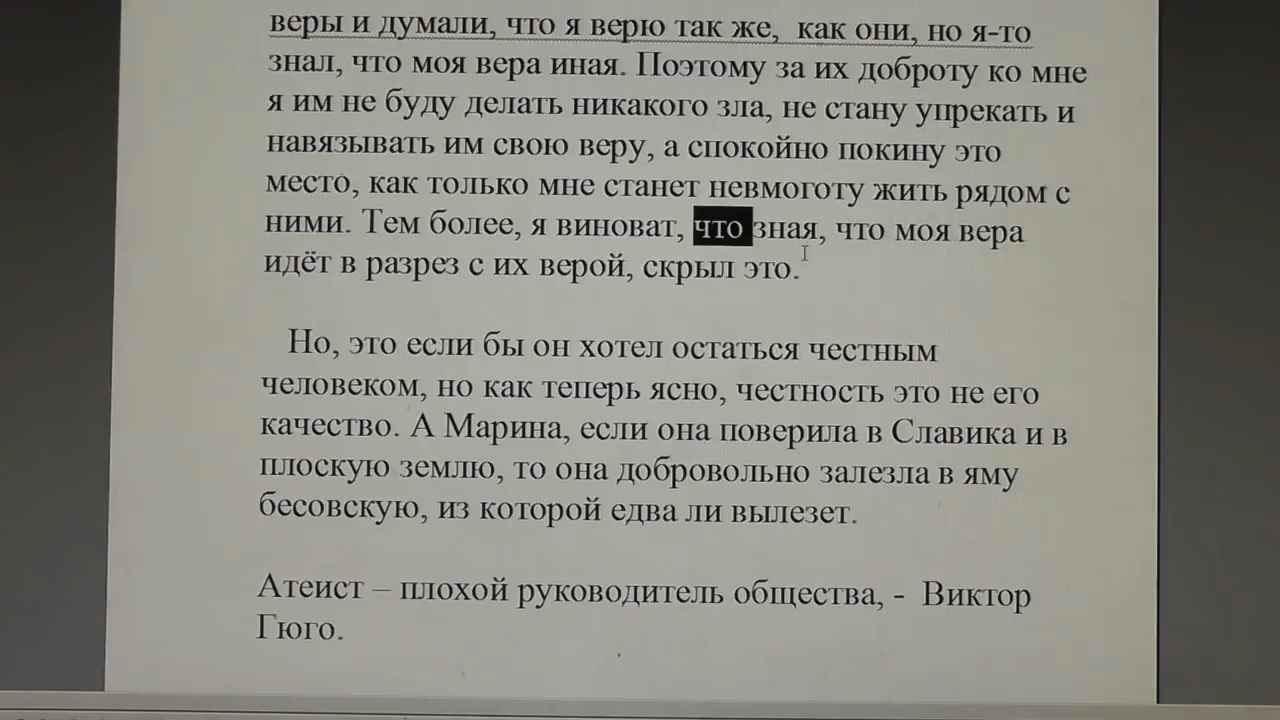 веры и думали, что я верю так же,  как они, но я-то
знал, что моя вера иная. Поэтому за их доброту ко мне
я им не буду делать никакого зла, не стану упрекать и
навязывать им свою веру, а спокойно покину это
место, как только мне станет невмоготу жить рядом с
ними. Тем более, я виноват, что зная, что моя вера
идёт в разрез с их верой, скрыл это.
Но, это если бы он хотел остаться честным
человеком, но как теперь ясно, честность это не его
качество. А Марина, если она поверила в Славика и в
плоскую землю, то она добровольно залезла в яму
бесовскую, из которой едва ли вылезет.
Атеист – плохой руководитель общества, -  Виктор
Гюго.